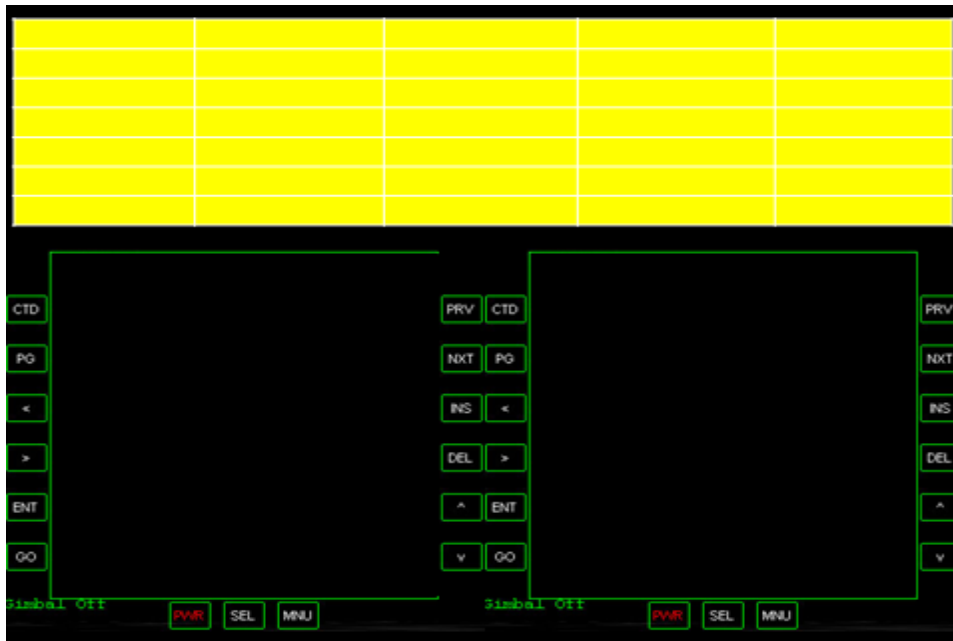 CTD PRV CTD PRV
PG NXT PG NXT
< INS < INS
> DEL > DEL
ENT ^ ENT ^
GO v GO v
Gimbal Off Gimbal Off
PWR SEL MNU PWR SEL MNU